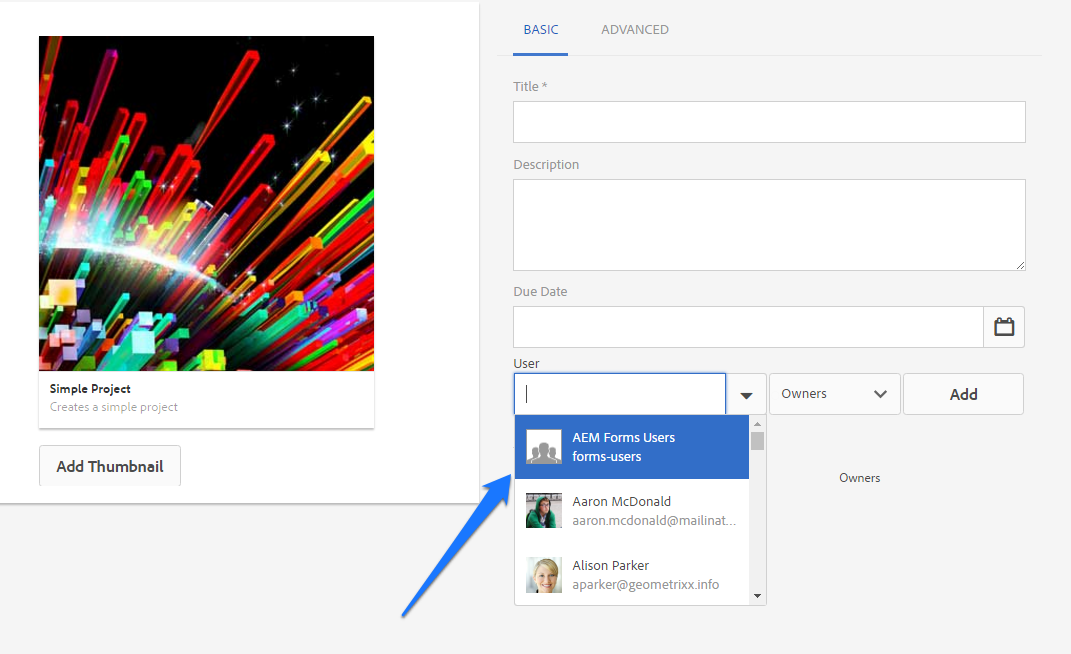 BASIC
ADVANCED
Title *
Description
Due Date
User
Owners
Add
AEM Forms Users
forms-users
Aaron McDonald
aaron.mcdonald@mailinat...
Alison Parker
aparker@geometrixx.info
Owners
Simple Project
Creates a simple project
Add Thumbnail